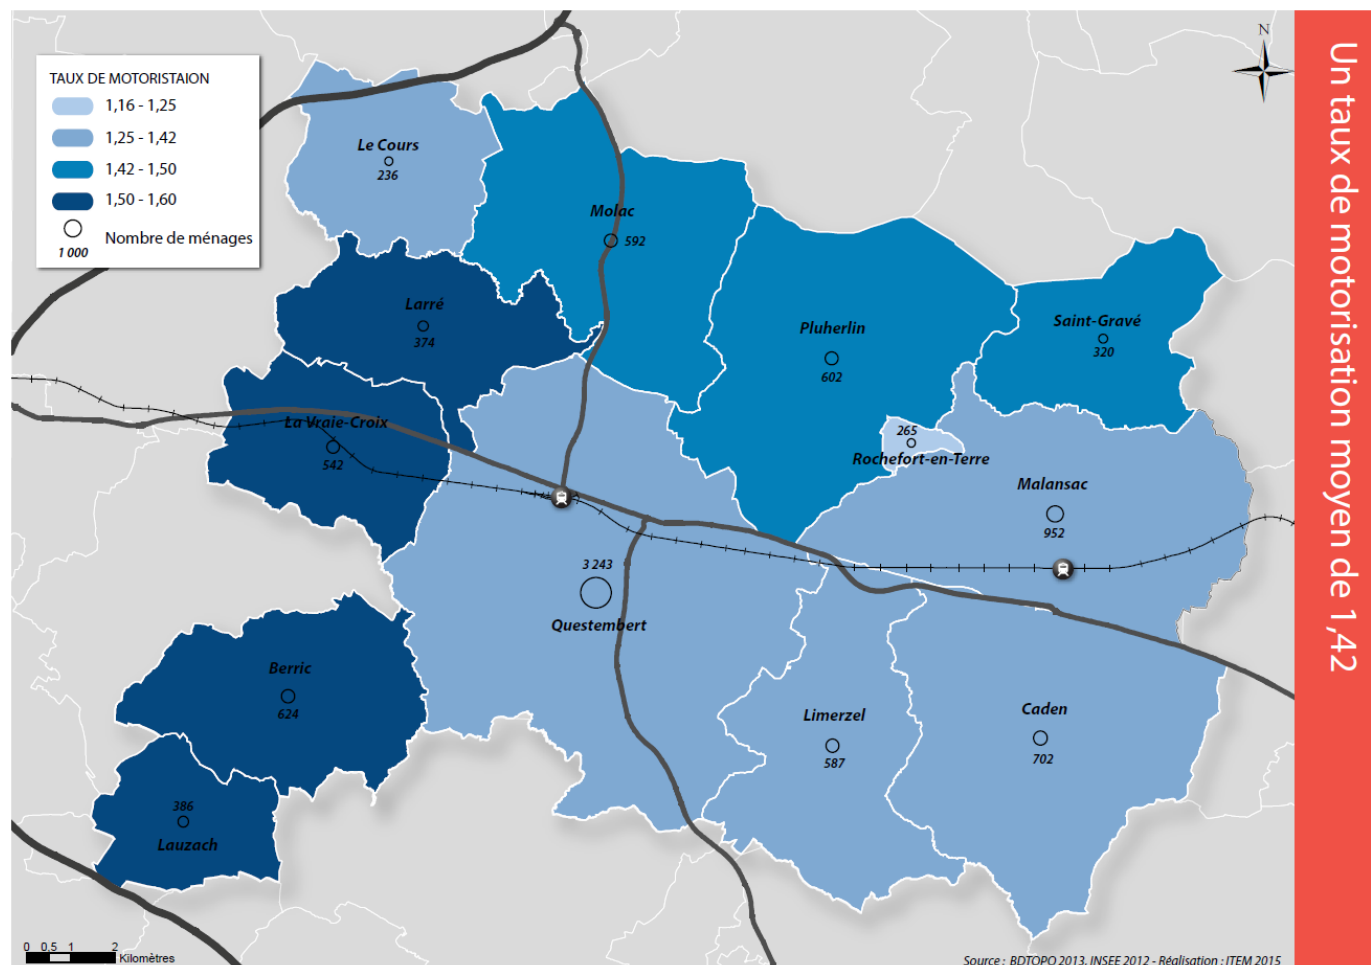 TAUX DE MOTORISTAION
1,16 - 1,25
1,25 - 1,42
1,42 - 1,50
1,50 - 1,60
Nombre de ménages
1 000
N
Un taux de motorisation moyen de 1,42
Le Cours
236
Molac
592
Larré
374
Pluherlin
602
Saint-Gravé
320
La Vraie-Croix
542
265
Rochefort-en-Terre
Malansac
952
3 243
Questembert
Berric
624
Limerzel
587
Caden
702
386
Lauzach
0 0,5 1 2
Kilomètres
Source : BDTOPO 2013, INSEE 2012 - Réalisation : ITEM 2015